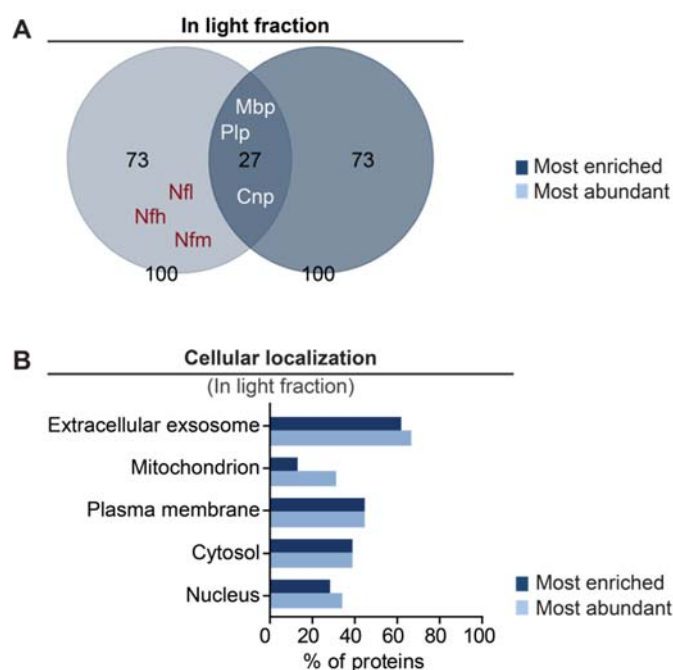 A
In light fraction
Mbp
Plp
73
27
73
Nfl
Cnp
Nfh
Nfm
100
100
Most enriched
Most abundant
B
Cellular localization
(In light fraction)
Extracellular exsosome
Mitochondrion
Plasma membrane
Cytosol
Nucleus
0 20 40 60 80 100
% of proteins
Most enriched
Most abundant